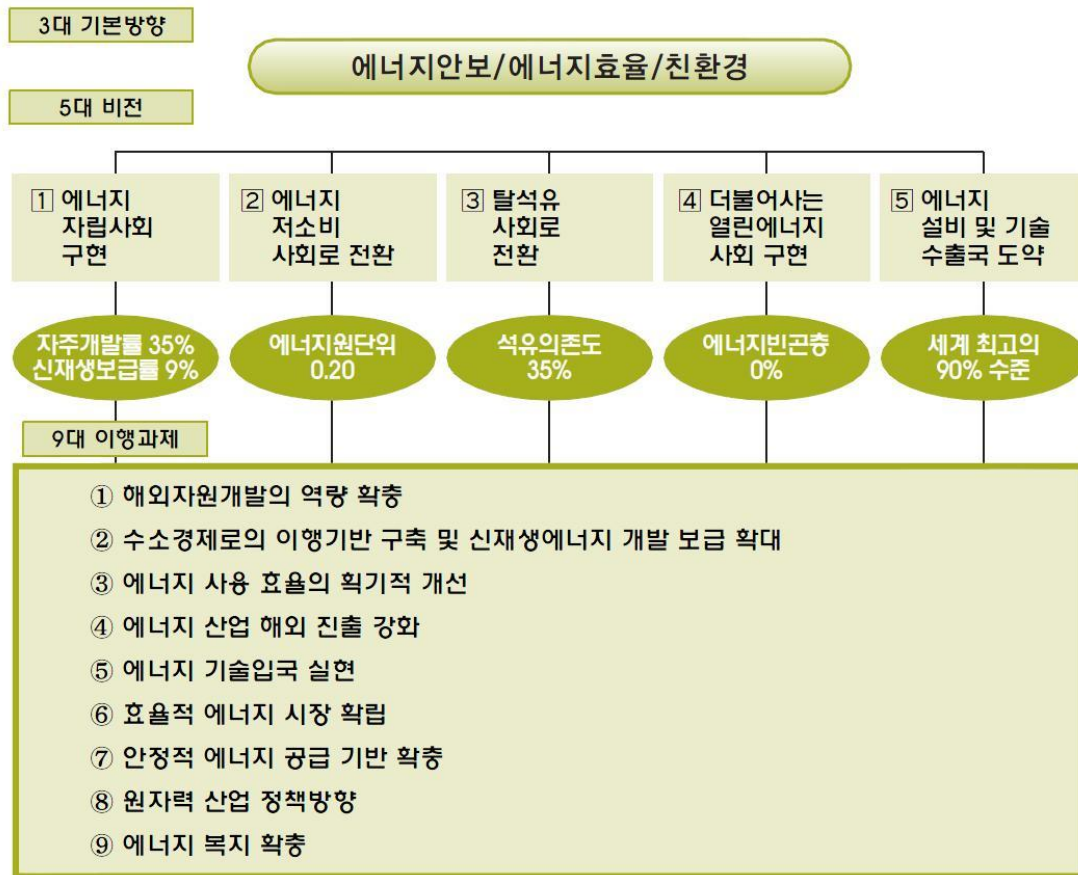 3대 기본방향
에너지안보/에너지효율/친환경
5대 비전
1 에너지
자립사회
구현
2 에너지
저소비
사회로 전환
3 탈석유
사회로
전환
4 더불어사는
열린에너지
사회 구현
5 에너지
설비 및 기술
수출국 도약
자주개발률 35%
신재생보급률 9%
에너지원단위
0.20
석유의존도
35%
에너지빈곤층
0%
세계 최고의
90% 수준
9대 이행과제
① 해외자원개발의 역량 확충
② 수소경제로의 이행기반 구축 및 신재생에너지 개발 보급 확대
③ 에너지 사용 효율의 획기적 개선
④ 에너지 산업 해외 진출 강화
⑤ 에너지 기술입국 실현
⑥ 효율적 에너지 시장 확립
⑦ 안정적 에너지 공급 기반 확충
⑧ 원자력 산업 정책방향
⑨ 에너지 복지 확충